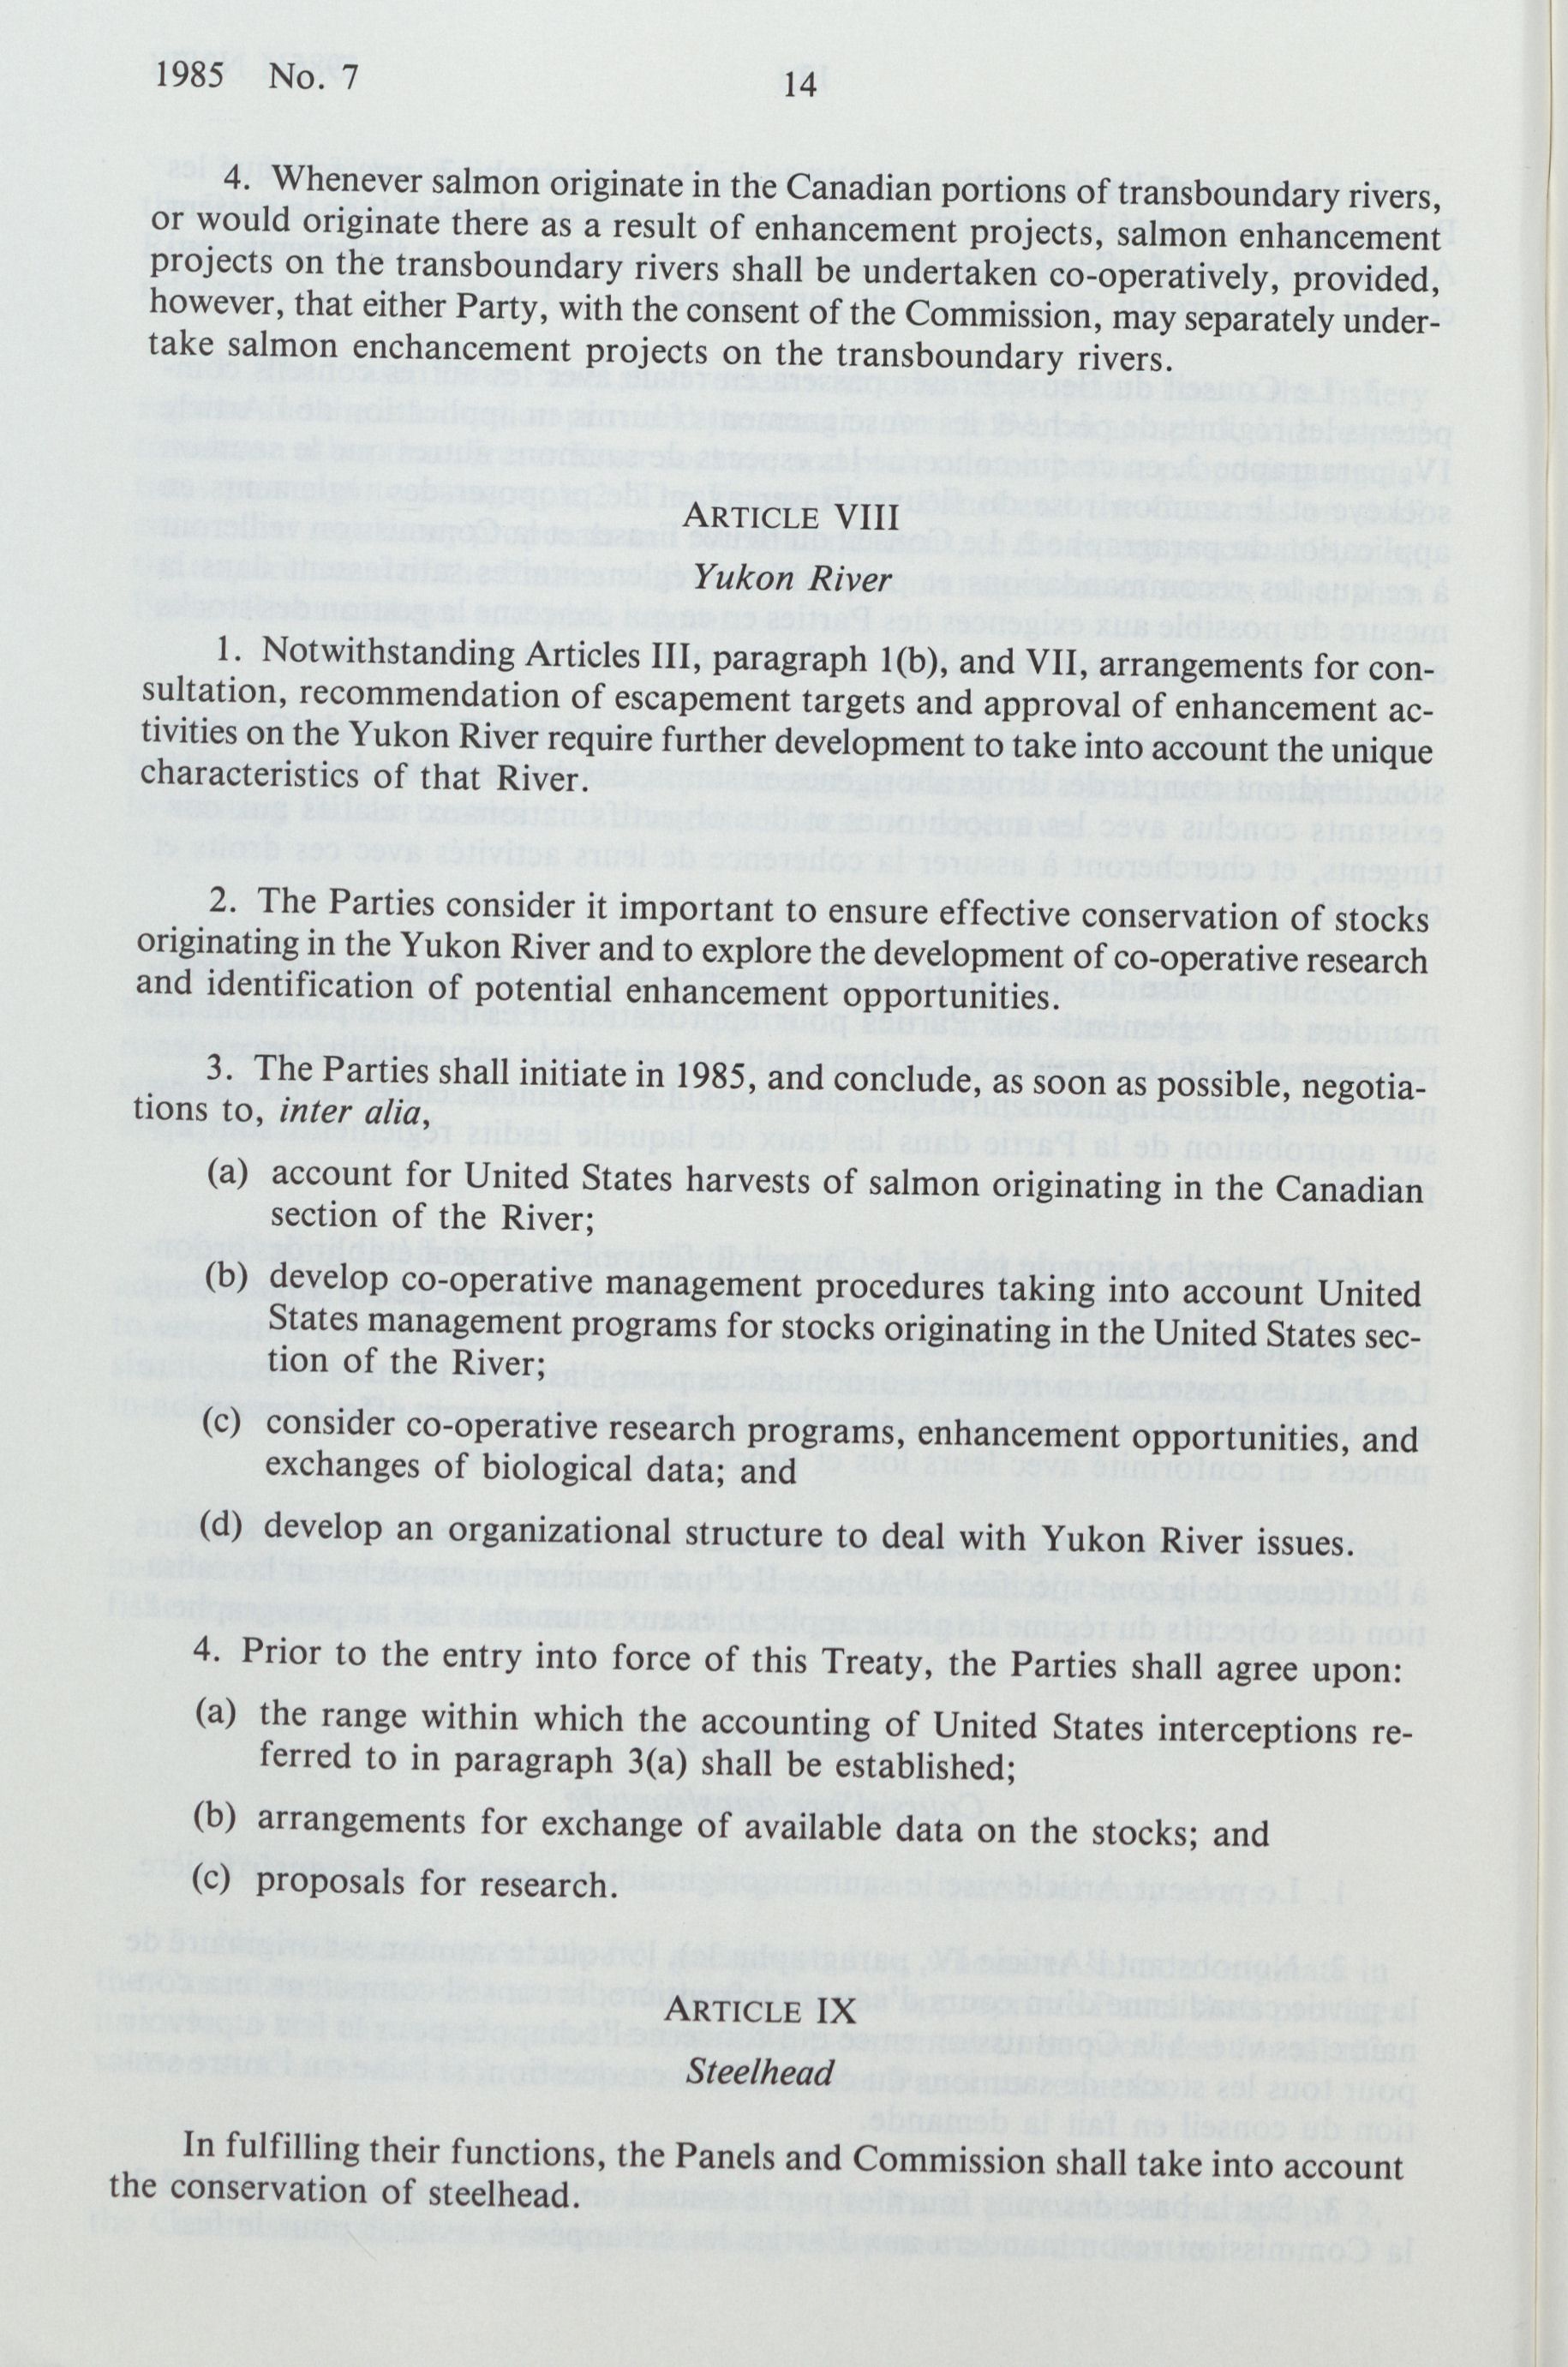 1985 No. 7
14
4. Whenever salmon originate in the Canadian portions of transboundary rivers,
or would originate there as a result of enhancement projects, salmon enhancement
projects on the transboundary rivers shall be undertaken co-operatively, provided,
however, that either Party, with the consent of the Commission, may separately under-
take salmon enchancement projects on the transboundary rivers.
ARTICLE VIII
Yukon River
1. Notwithstanding Articles III, paragraph 1(b), and VII, arrangements for con-
sultation, recommendation of escapement targets and approval of enhancement ac-
tivities on the Yukon River require further development to take into account the unique
characteristics of that River.
2. The Parties consider it important to ensure effective conservation of stocks
originating in the Yukon River and to explore the development of co-operative research
and identification of potential enhancement opportunities.
3. The Parties shall initiate in 1985, and conclude, as soon as possible, negotia-
tions to, inter alia,
(a) account for United States harvests of salmon originating in the Canadian
section of the River;
(b) develop co-operative management procedures taking into account United
States management programs for stocks originating in the United States sec-
tion of the River;
(c) consider co-operative research programs, enhancement opportunities, and
exchanges of biological data; and
(d) develop an organizational structure to deal with Yukon River issues.
4. Prior to the entry into force of this Treaty, the Parties shall agree upon:
(a) the range within which the accounting of United States interceptions re-
ferred to in paragraph 3(a) shall be established;
(b) arrangements for exchange of available data on the stocks; and
(c) proposals for research.
ARTICLE IX
Steelhead
In fulfilling their functions, the Panels and Commission shall take into account
the conservation of steelhead.